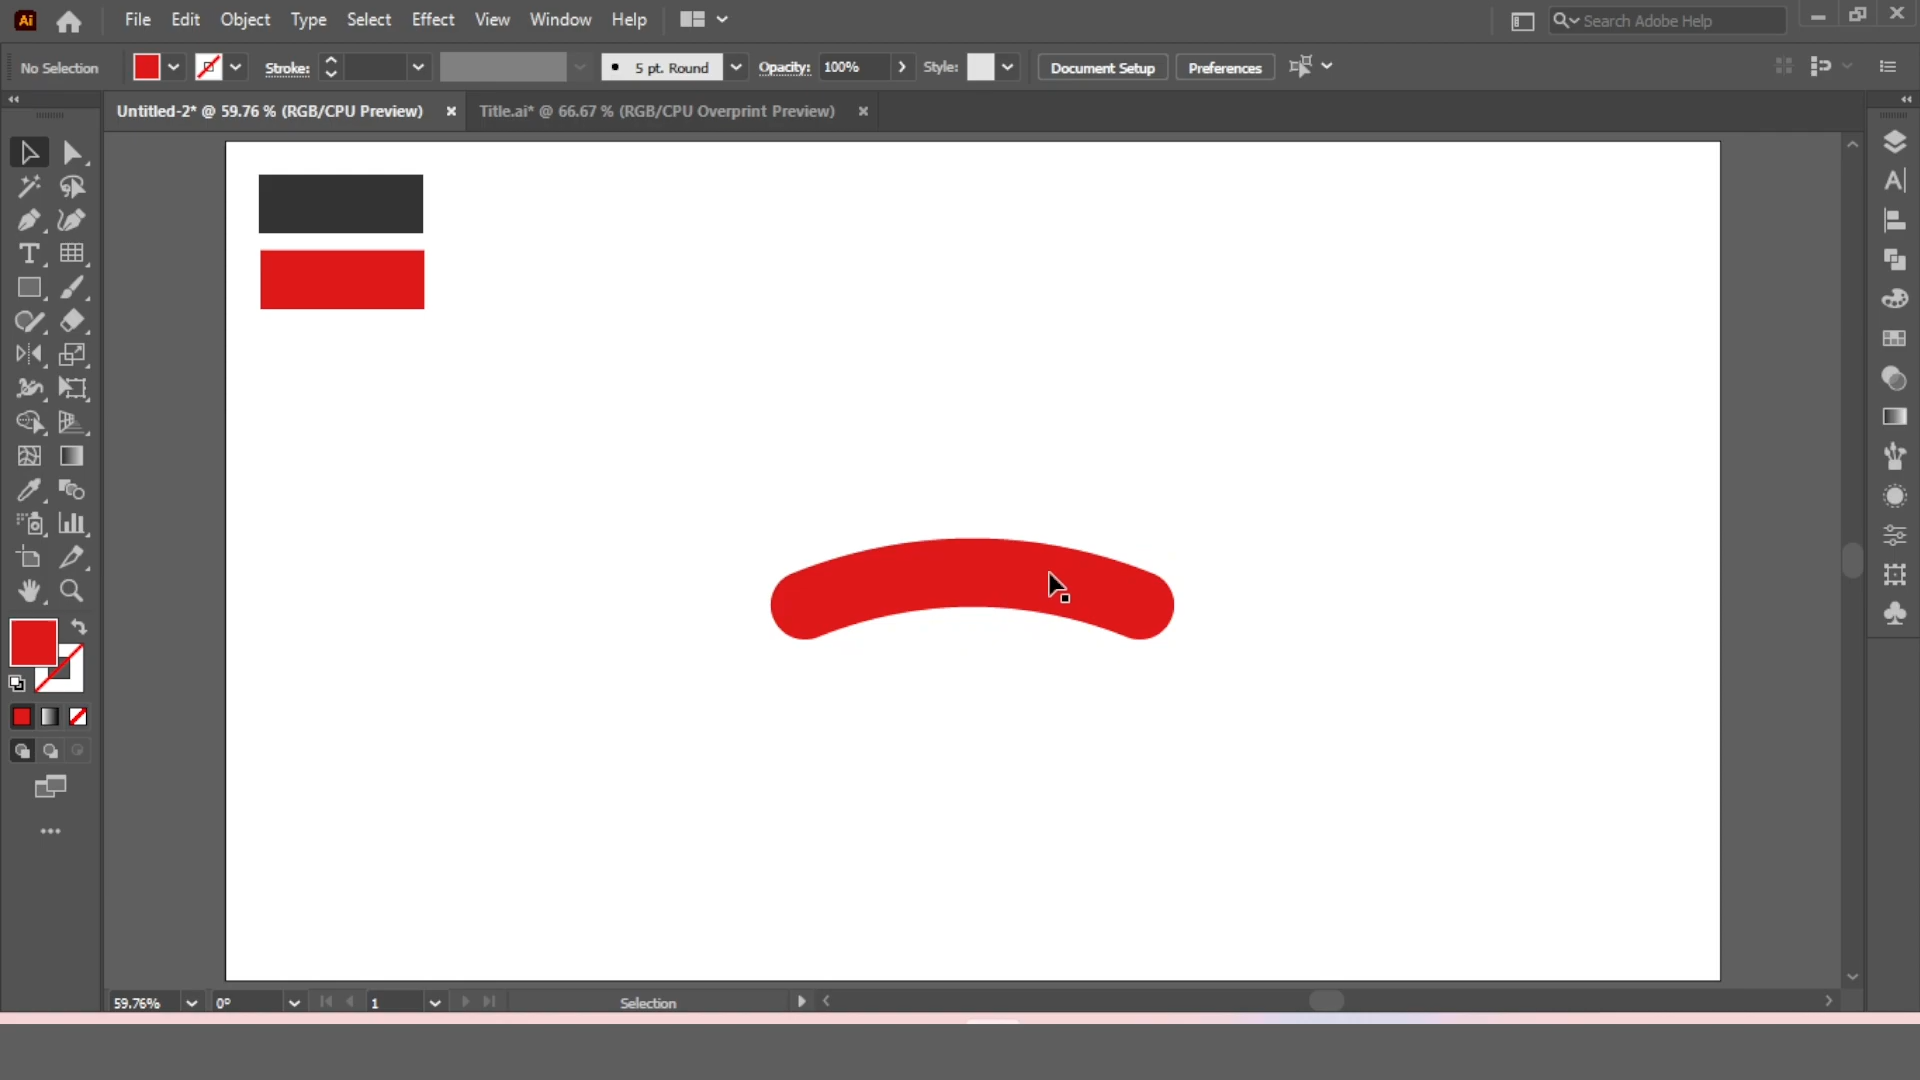 Ai File Edit Object Type Select Effect View Window Help Search Adobe Help
No Selection Stroke: 5 pt. Round Opacity: 100% Style: Document Setup Preferences
Untitled-2* @ 59.76 % (RGB/CPU Preview) Title.ai* @ 66.67 % (RGB/CPU Overprint Preview)
59.76% 0° 1 Selection